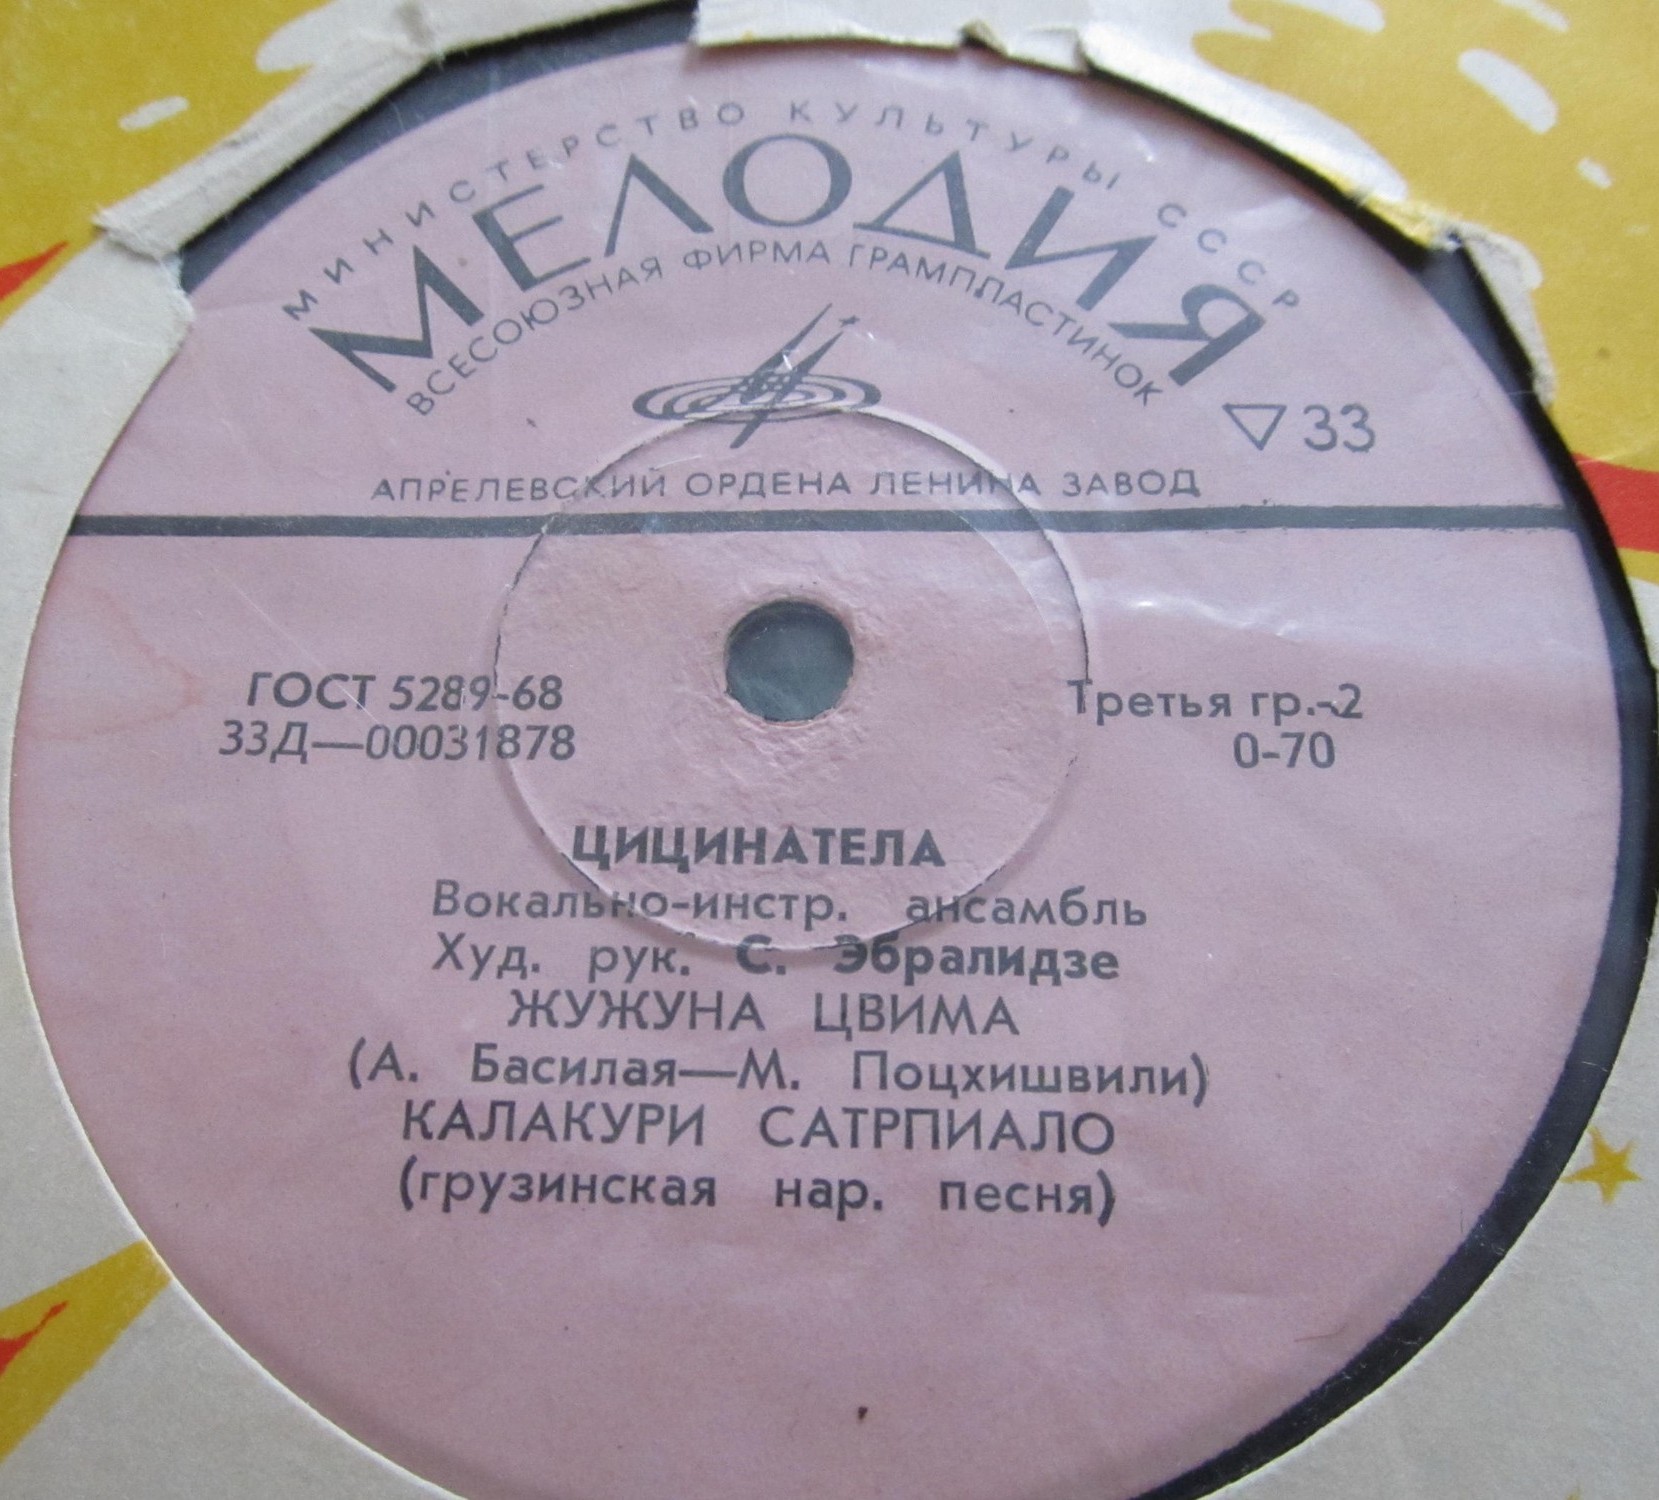 МИНИСТЕРСТВО КУЛЬТУРЫ СССР
МЕЛОДИЯ
ВСЕСОЮЗНАЯ ФИРМА ГРАМПЛАСТИНОК
33
АПРЕЛЕВСКИЙ ОРДЕНА ЛЕНИНА ЗАВОД
ГОСТ 5289-68
33Д—00031878
Третья гр.-2
0-70
ЦИЦИНАТЕЛА
Вокально-инстр. ансамбль
Худ. рук. С. Эбралидзе
ЖУЖУНА ЦВИМА
(А. Басилая—М. Поцхишвили)
КАЛАКУРИ САТРПИАЛО
(грузинская нар. песня)